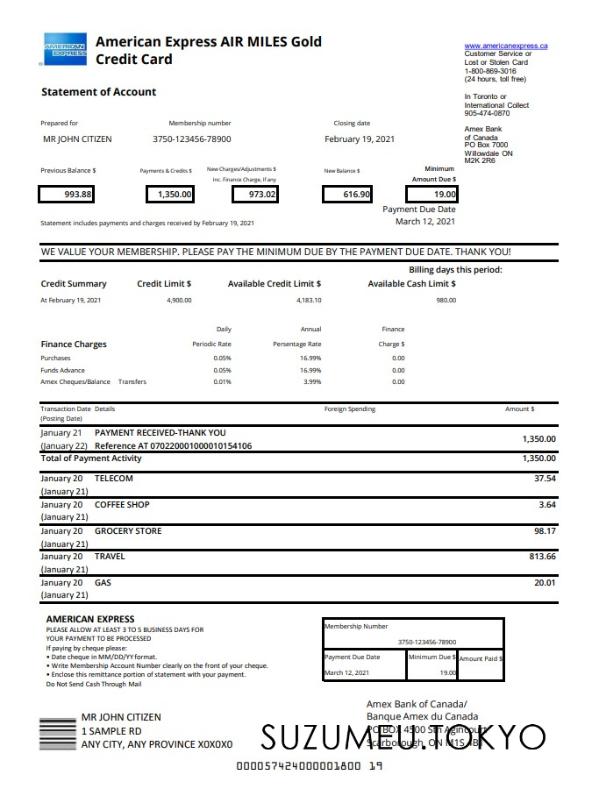 AMERICAN EXPRESS
American Express AIR MILES Gold
Credit Card
www.americanexpress.ca
Customer Service or
Lost or Stolen Card
1-800-869-3016
(24 hours, toll free)
In Toronto or
International Collect
905-474-0870
Amex Bank
of Canada
PO Box 7000
Willowdale ON
M2K 2R6
Statement of Account
Prepared for Membership number Closing date
MR JOHN CITIZEN 3750-123456-78900 February 19, 2021
Previous Balance $ Payments & Credits $ New Charges/Adjustments $ Inc. Finance Charge, if any New Balance $ Minimum Amount Due $
993.88 1,350.00 973.02 616.90 19.00
Payment Due Date
Statement includes payments and charges received by February 19, 2021 March 12, 2021
WE VALUE YOUR MEMBERSHIP. PLEASE PAY THE MINIMUM DUE BY THE PAYMENT DUE DATE. THANK YOU!
Billing days this period:
Credit Summary Credit Limit $ Available Credit Limit $ Available Cash Limit $
At February 19, 2021 4,900.00 4,183.10 980.00
Daily Annual Finance
Finance Charges Periodic Rate Persentage Rate Charge $
Purchases 0.05% 16.99% 0.00
Funds Advance 0.05% 16.99% 0.00
Amex Cheques/Balance Transfers 0.01% 3.99% 0.00
Transaction Date Details Foreign Spending Amount $
(Posting Date)
January 21 PAYMENT RECEIVED-THANK YOU 1,350.00
(January 22) Reference AT 070220001000010154106
Total of Payment Activity 1,350.00
January 20 TELECOM 37.54
(January 21)
January 20 COFFEE SHOP 3.64
(January 21)
January 20 GROCERY STORE 98.17
(January 21)
January 20 TRAVEL 813.66
(January 21)
January 20 GAS 20.01
(January 21)
AMERICAN EXPRESS
PLEASE ALLOW AT LEAST 3 TO 5 BUSINESS DAYS FOR
YOUR PAYMENT TO BE PROCESSED
If paying by cheque please:
• Date cheque in MM/DD/YY format.
• Write Membership Account Number clearly on the front of your cheque.
• Enclose this remittance portion of statement with your payment.
Do Not Send Cash Through Mail
Membership Number
3750-123456-78900
Payment Due Date Minimum Due $ Amount Paid $
March 12, 2021 19.00
MR JOHN CITIZEN
1 SAMPLE RD
ANY CITY, ANY PROVINCE X0X0X0
Amex Bank of Canada/
Banque Amex du Canada
PO BOX 4500 Stn Agincourt
Scarborough, ON M1S
SUZUMEU.TOKYO
000057424000001800 19